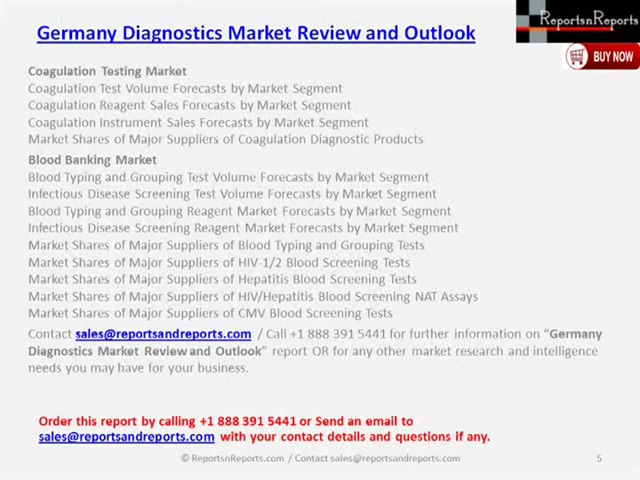 Germany Diagnostics Market Review and Outlook
ReportsnReports
BUY NOW
Coagulation Testing Market
Coagulation Test Volume Forecasts by Market Segment
Coagulation Reagent Sales Forecasts by Market Segment
Coagulation Instrument Sales Forecasts by Market Segment
Market Shares of Major Suppliers of Coagulation Diagnostic Products
Blood Banking Market
Blood Typing and Grouping Test Volume Forecasts by Market Segment
Infectious Disease Screening Test Volume Forecasts by Market Segment
Blood Typing and Grouping Reagent Market Forecasts by Market Segment
Infectious Disease Screening Reagent Market Forecasts by Market Segment
Market Shares of Major Suppliers of Blood Typing and Grouping Tests
Market Shares of Major Suppliers of HIV-1/2 Blood Screening Tests
Market Shares of Major Suppliers of Hepatitis Blood Screening Tests
Market Shares of Major Suppliers of HIV/Hepatitis Blood Screening NAT Assays
Market Shares of Major Suppliers of CMV Blood Screening Tests
Contact sales@reportsandreports.com / Call +1 888 391 5441 for further information on “Germany
Diagnostics Market Review and Outlook” report OR for any other market research and intelligence
needs you may have for your business.
Order this report by calling +1 888 391 5441 or Send an email to
sales@reportsandreports.com with your contact details and questions if any.
© ReportsnReports.com / Contact sales@reportsandreports.com
5